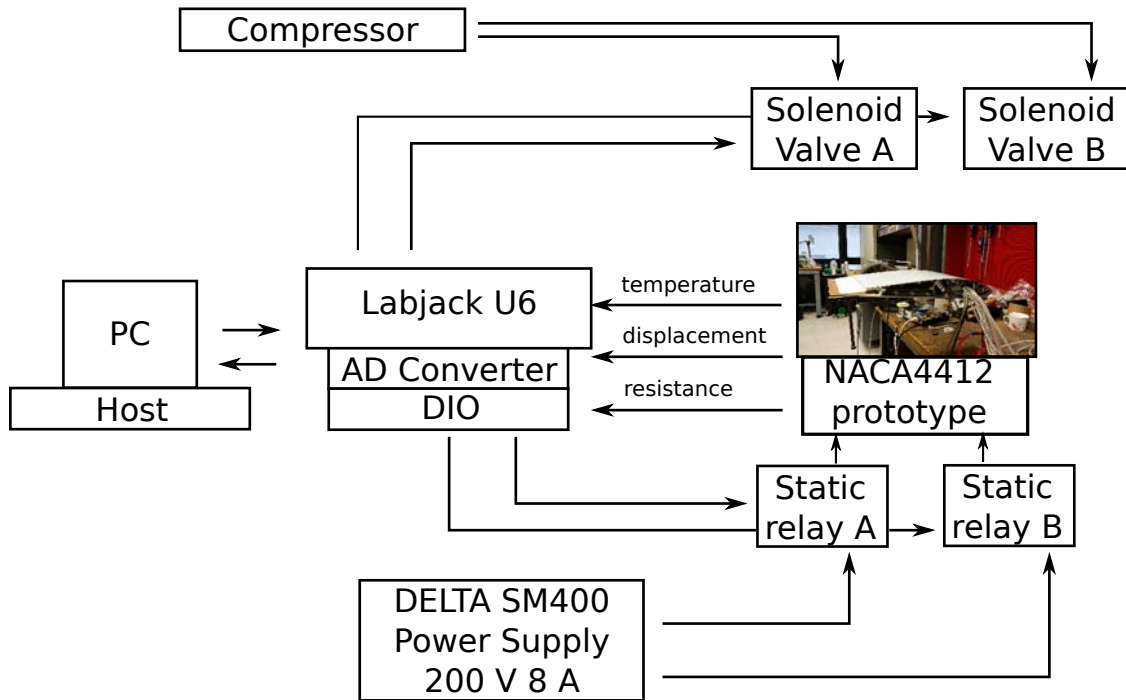 Compressor
Solenoid
Valve A
Solenoid
Valve B
Labjack U6
temperature
displacement
resistance
PC
Host
AD Converter
DIO
NACA4412
prototype
Static
relay A
Static
relay B
DELTA SM400
Power Supply
200 V 8 A